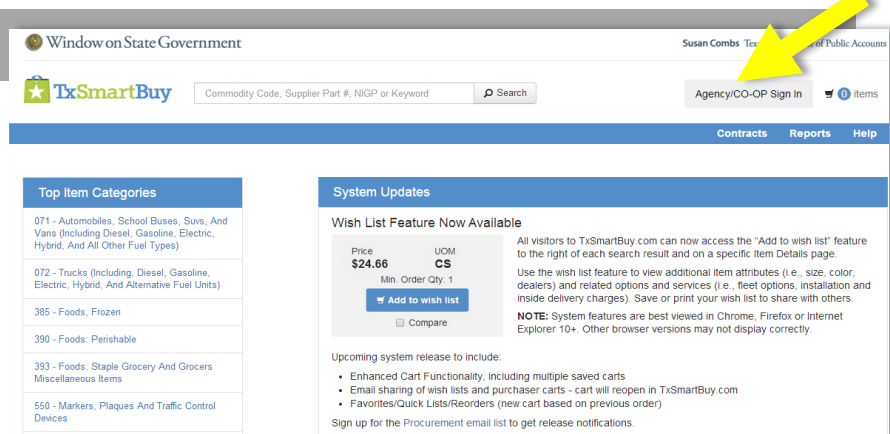 Window on State Government
Susan Combs Tex of Public Accounts
TxSmartBuy
Commodity Code, Supplier Part #, NIGP or Keyword
Search
Agency/CO-OP Sign In
0 items
Contracts Reports Help
Top Item Categories
071 - Automobiles, School Buses, Suvs, And
Vans (Including Diesel, Gasoline, Electric,
Hybrid, And All Other Fuel Types)
072 - Trucks (Including, Diesel, Gasoline,
Electric, Hybrid, And Alternative Fuel Units)
385 - Foods, Frozen
390 - Foods: Perishable
393 - Foods: Staple Grocery And Grocers
Miscellaneous Items
550 - Markers, Plaques And Traffic Control
Devices
System Updates
Wish List Feature Now Available
Price UOM
$24.66 CS
Min. Order Qty: 1
Add to wish list
Compare
All visitors to TxSmartBuy.com can now access the "Add to wish list" feature
to the right of each search result and on a specific Item Details page.
Use the wish list feature to view additional item attributes (i.e., size, color,
dealers) and related options and services (i.e., fleet options, installation and
inside delivery charges). Save or print your wish list to share with others.
NOTE: System features are best viewed in Chrome, Firefox or Internet
Explorer 10+. Other browser versions may not display correctly.
Upcoming system release to include:
• Enhanced Cart Functionality, including multiple saved carts
• Email sharing of wish lists and purchaser carts - cart will reopen in TxSmartBuy.com
• Favorites/Quick Lists/Reorders (new cart based on previous order)
Sign up for the Procurement email list to get release notifications.